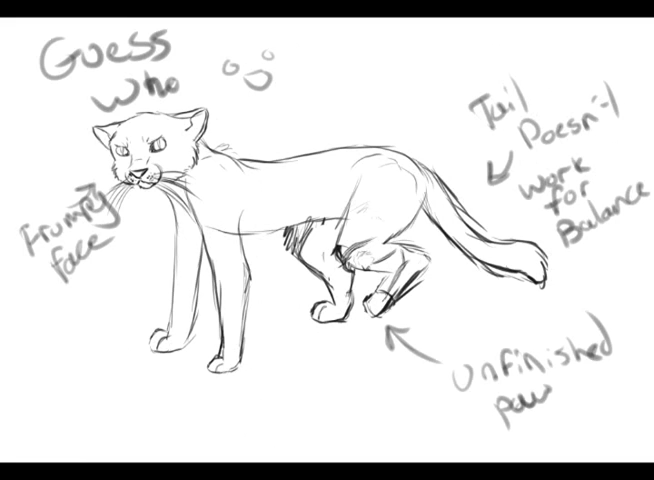 Guess
Who
Frumpy
face
Tail
Doesn't
work
for
Balance
Unfinished
paw